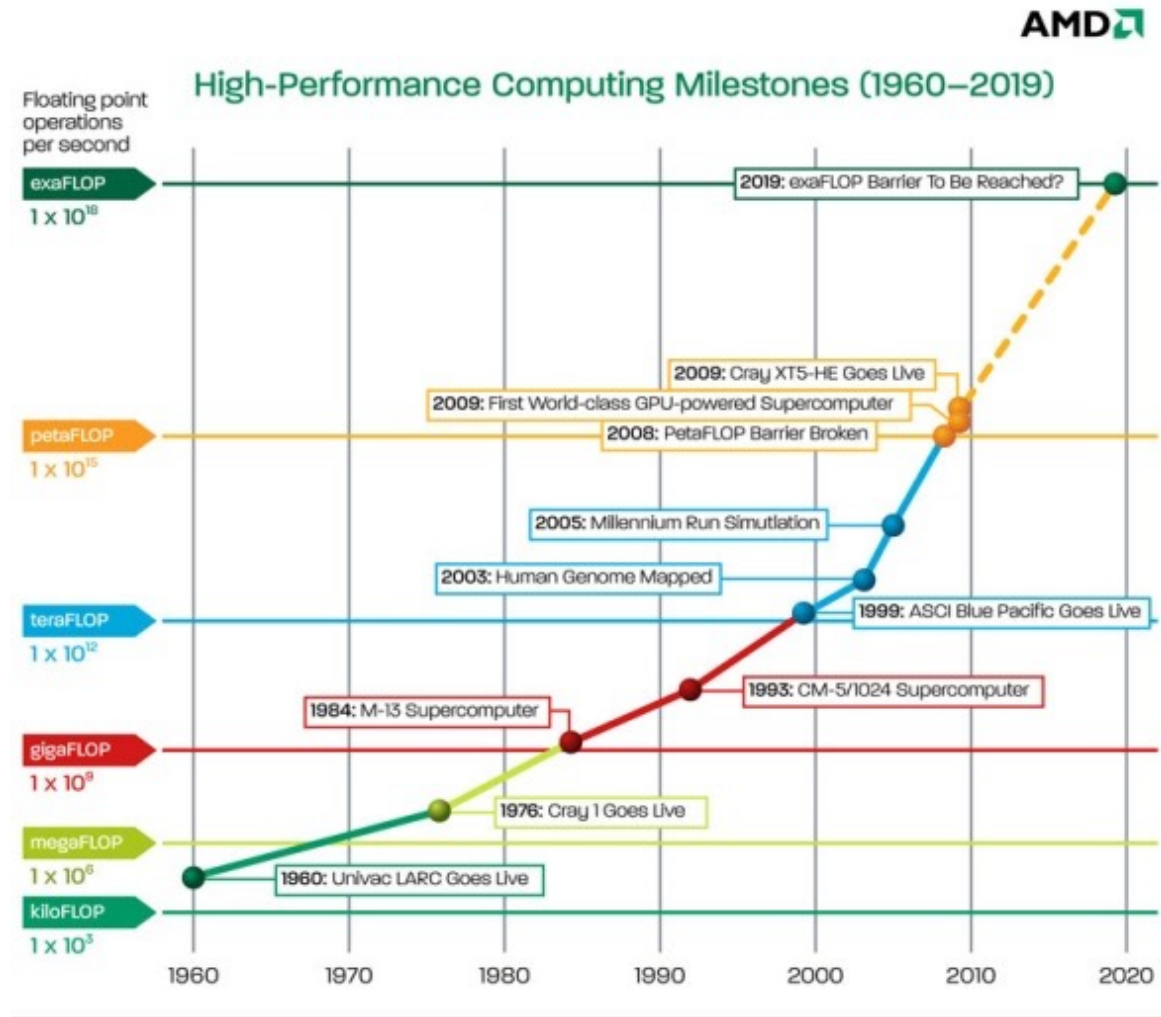 AMD
High-Performance Computing Milestones (1960–2019)
Floating point
operations
per second
exaFLOP
1 x 10¹⁸
2019: exaFLOP Barrier To Be Reached?
2009: Cray XT5-HE Goes Live
2009: First World-class GPU-powered Supercomputer
petaFLOP
2008: PetaFLOP Barrier Broken
1 x 10¹⁵
2005: Millennium Run Simutlation
2003: Human Genome Mapped
teraFLOP
1999: ASCI Blue Pacific Goes Live
1 x 10¹²
1993: CM-5/1024 Supercomputer
1984: M-13 Supercomputer
gigaFLOP
1 x 10⁹
1976: Cray 1 Goes Live
megaFLOP
1 x 10⁶
1960: Univac LARC Goes Live
kiloFLOP
1 x 10³
1960 1970 1980 1990 2000 2010 2020